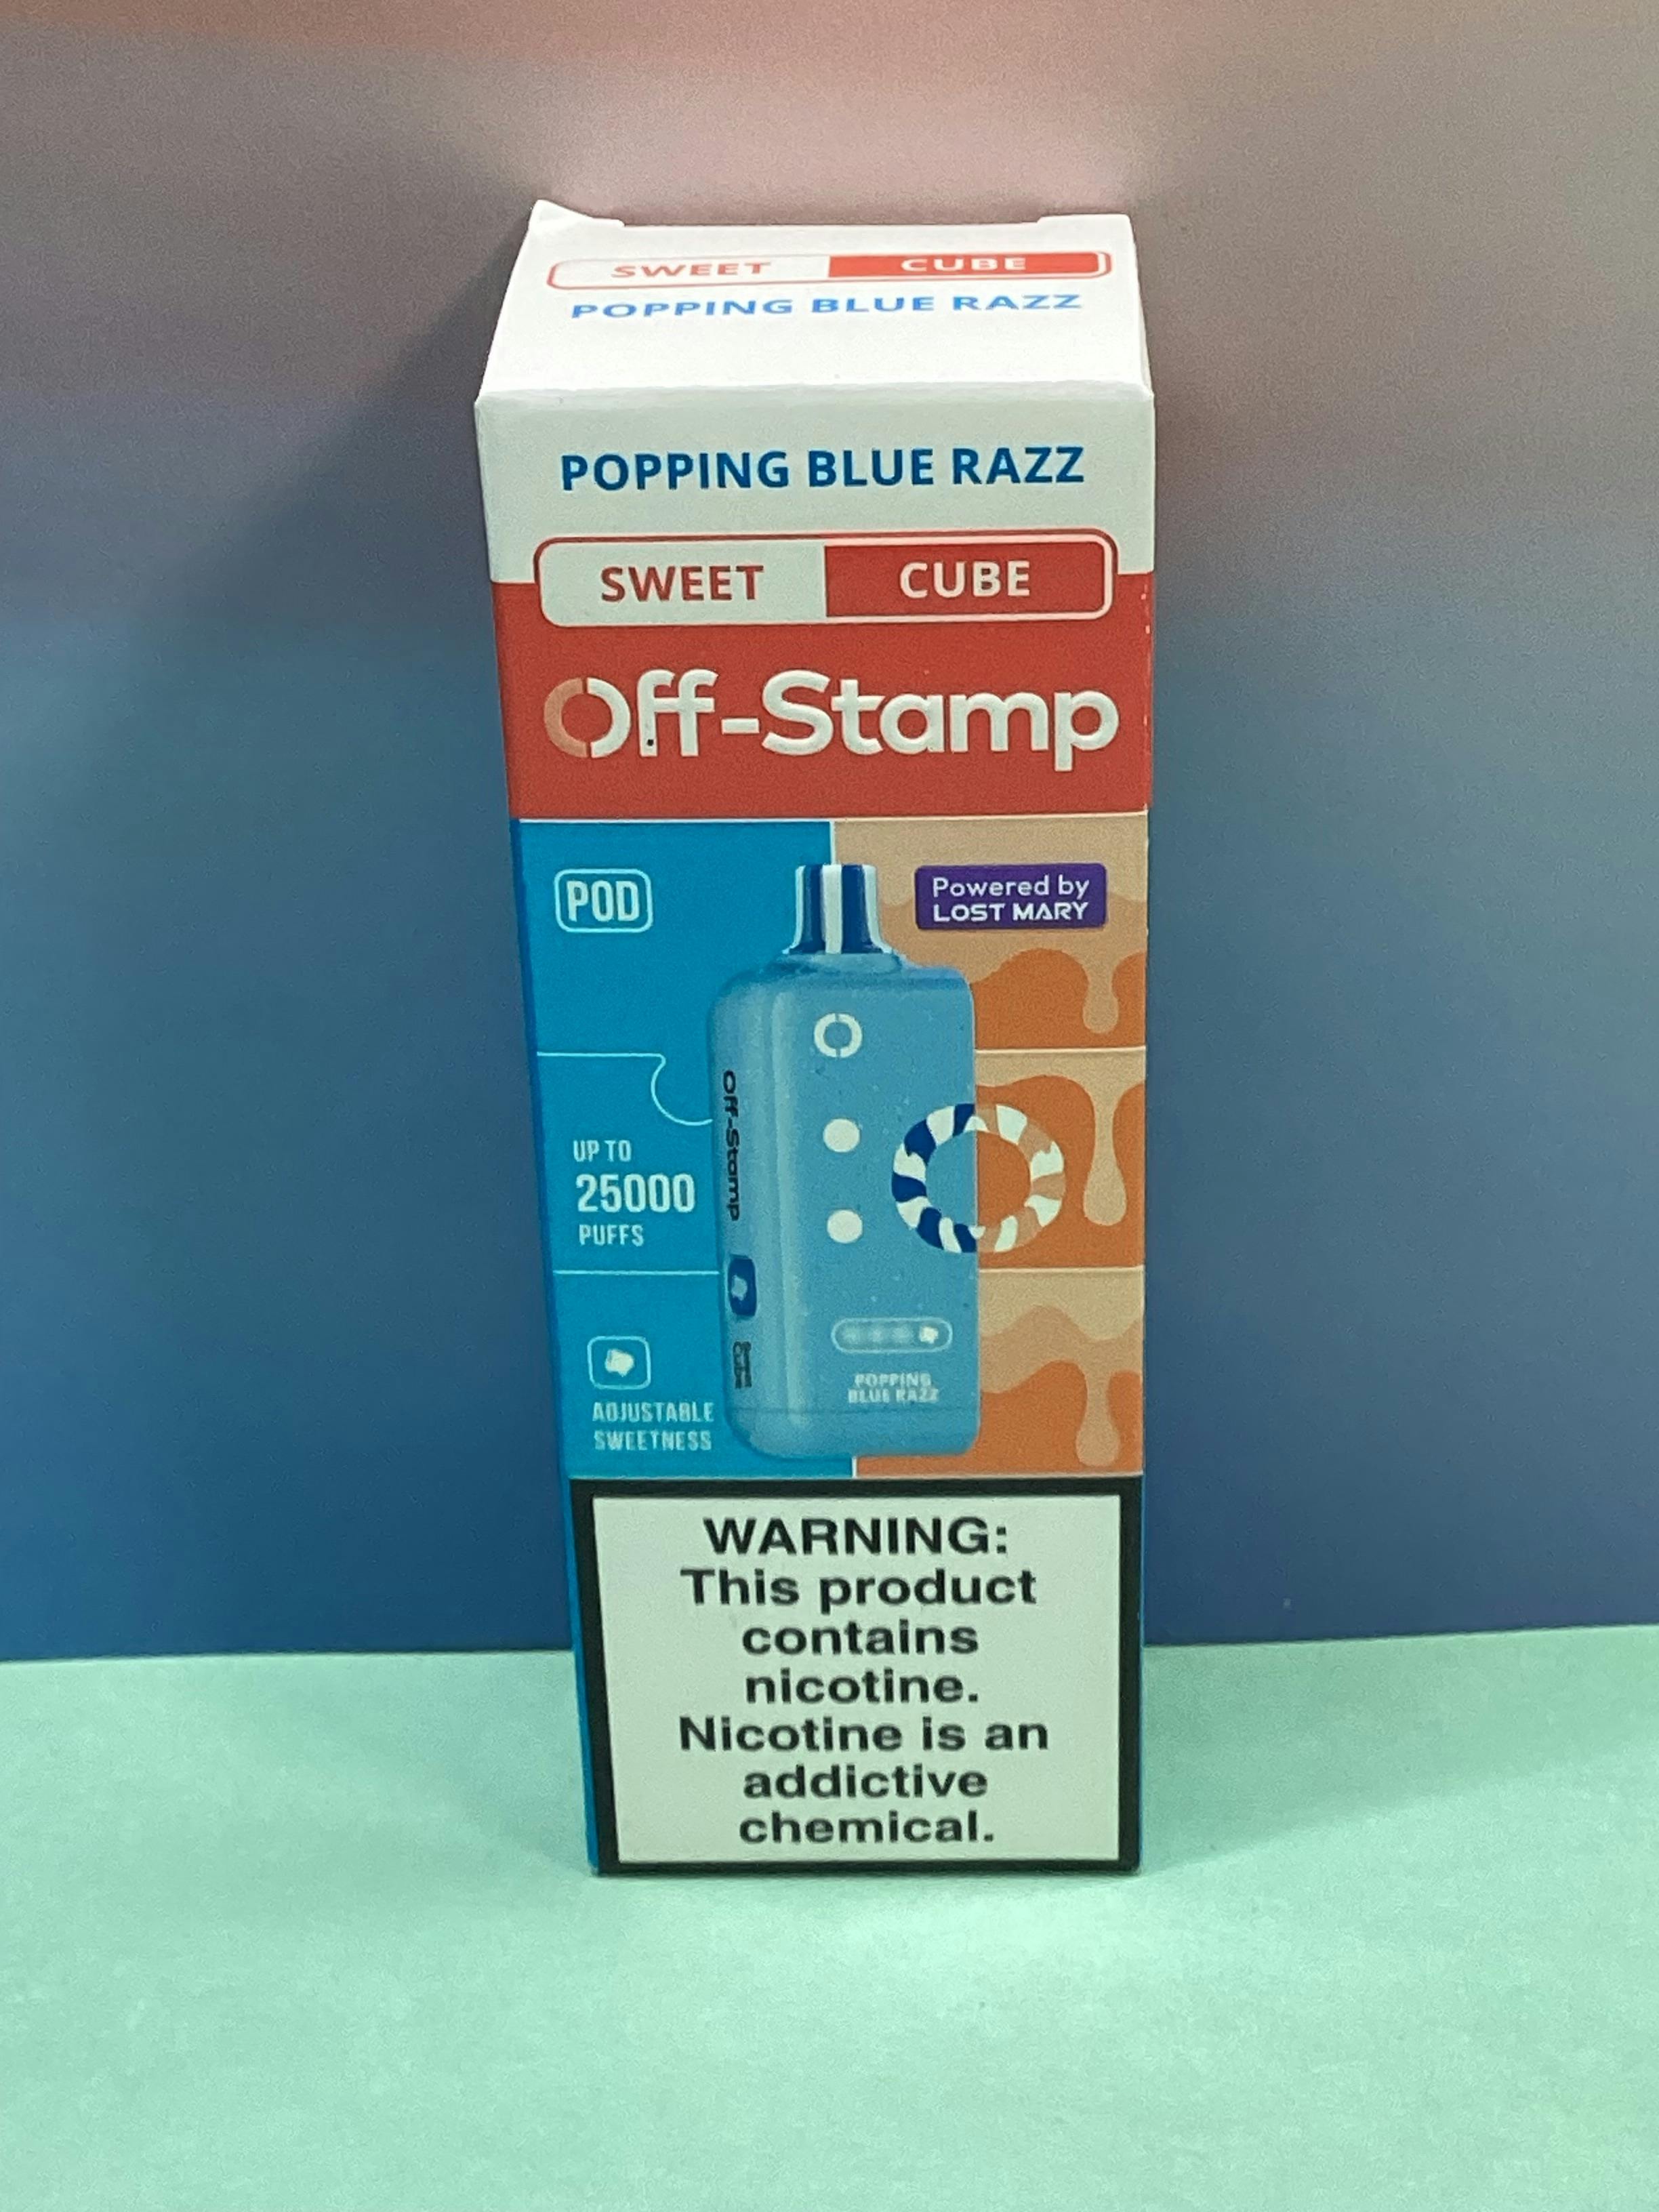 SWEET CUBE
POPPING BLUE RAZZ
POPPING BLUE RAZZ
SWEET CUBE
Off-Stamp
POD
Powered by
LOST MARY
Off-Stamp
UP TO
25000
PUFFS
ADJUSTABLE
SWEETNESS
Sweet
Cube
POPPING
BLUE RAZZ
WARNING:
This product
contains
nicotine.
Nicotine is an
addictive
chemical.